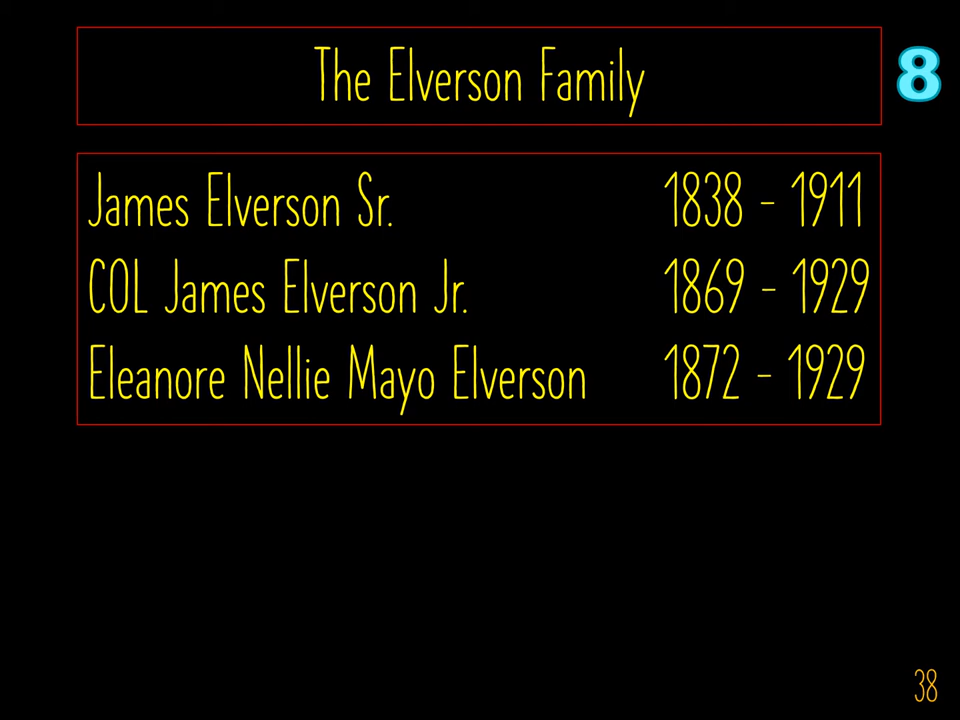 The Elverson Family
8
James Elverson Sr. 1838 - 1911
COL James Elverson Jr. 1869 - 1929
Eleanore Nellie Mayo Elverson 1872 - 1929
38